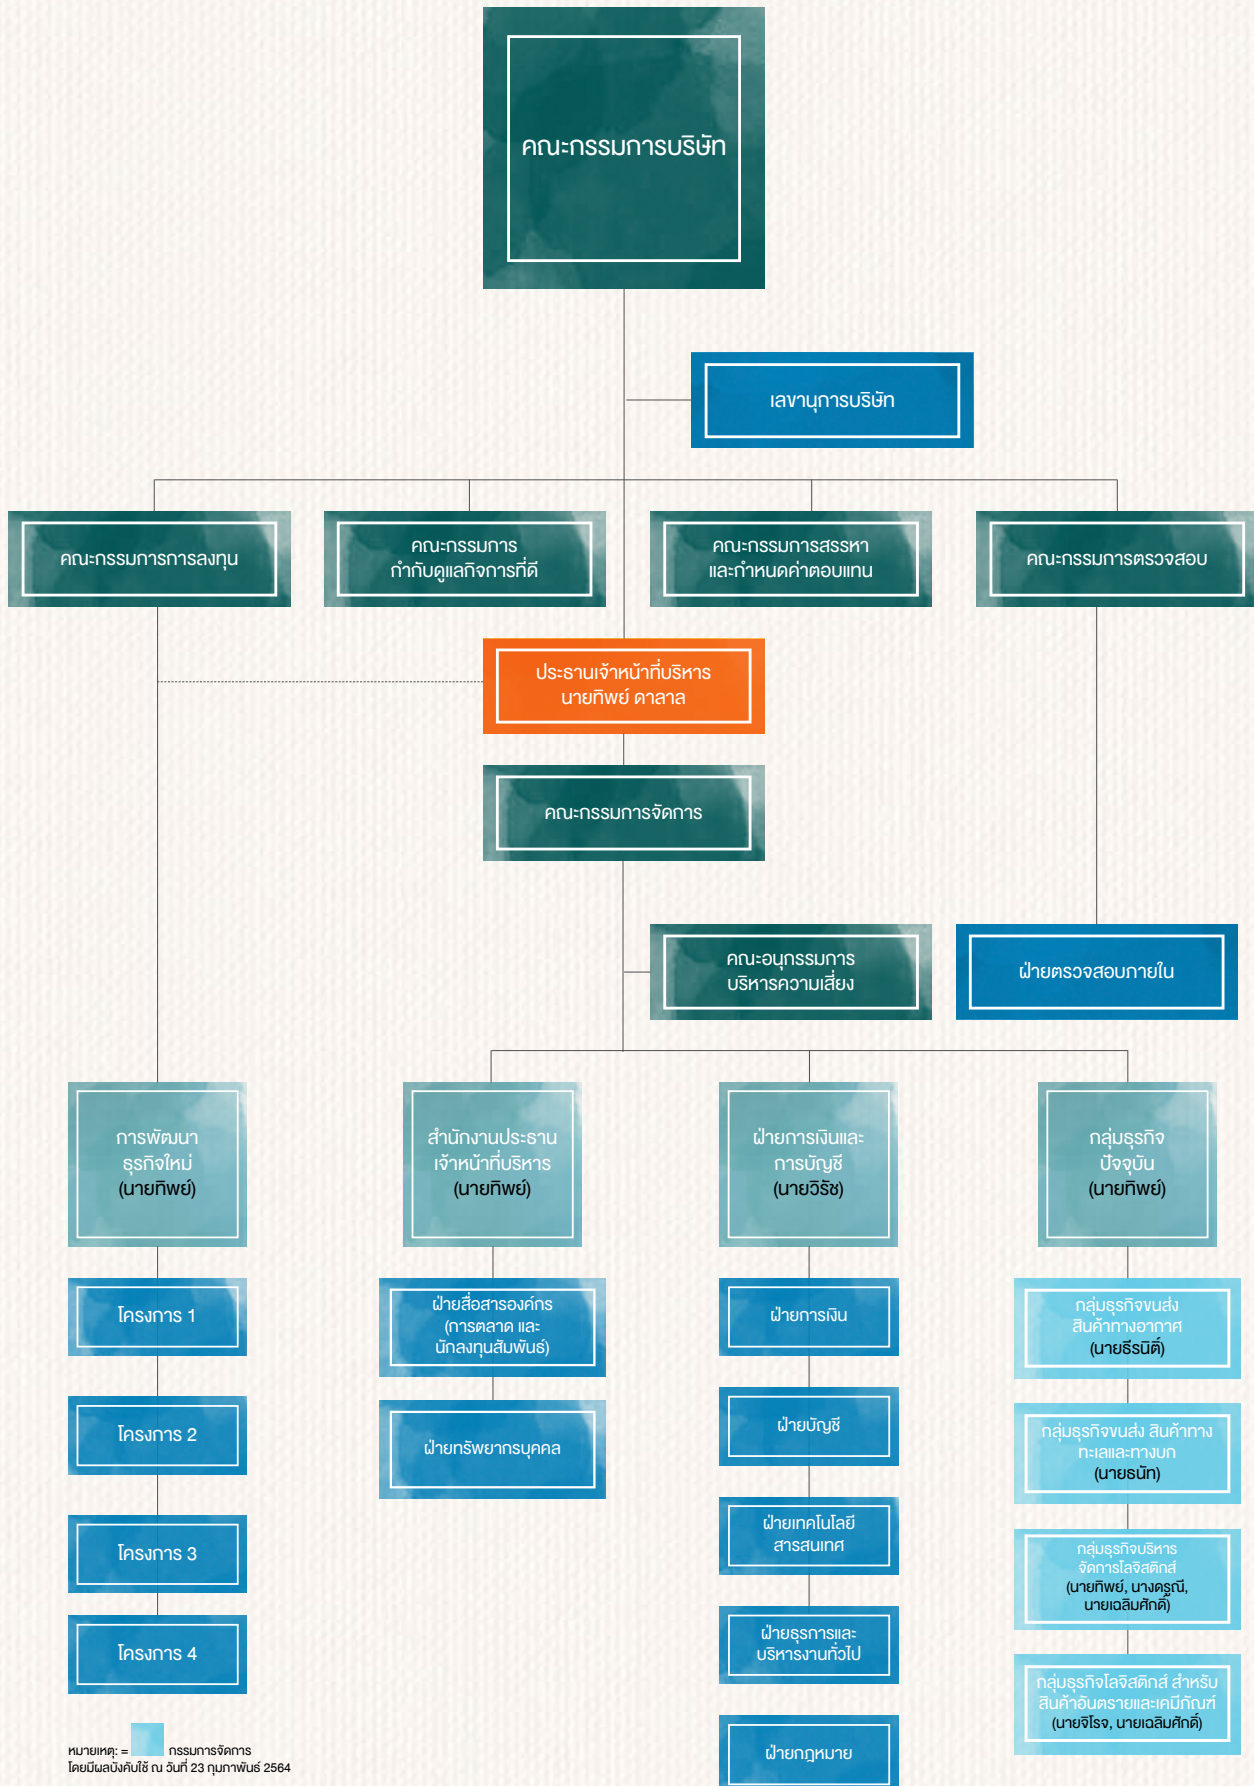 คณะกรรมการบริษัท
เลขานุการบริษัท
คณะกรรมการการลงทุน
คณะกรรมการ
กำกับดูแลกิจการที่ดี
คณะกรรมการสรรหา
และกำหนดค่าตอบแทน
คณะกรรมการตรวจสอบ
ประธานเจ้าหน้าที่บริหาร
นายทิพย์ ดาลาล
คณะกรรมการจัดการ
คณะอนุกรรมการ
บริหารความเสี่ยง
ฝ่ายตรวจสอบภายใน
การพัฒนา
ธุรกิจใหม่
(นายทิพย์)
โครงการ 1
โครงการ 2
โครงการ 3
โครงการ 4
สำนักงานประธาน
เจ้าหน้าที่บริหาร
(นายทิพย์)
ฝ่ายสื่อสารองค์กร
(การตลาด และ
นักลงทุนสัมพันธ์)
ฝ่ายทรัพยากรบุคคล
ฝ่ายการเงินและ
การบัญชี
(นายวิรัช)
ฝ่ายการเงิน
ฝ่ายบัญชี
ฝ่ายเทคโนโลยี
สารสนเทศ
ฝ่ายธุรการและ
บริหารงานทั่วไป
ฝ่ายกฎหมาย
กลุ่มธุรกิจ
ปัจจุบัน
(นายทิพย์)
กลุ่มธุรกิจขนส่ง
สินค้าทางอากาศ
(นายธีรนิติ์)
กลุ่มธุรกิจขนส่ง สินค้าทาง
ทะเลและทางบก
(นายธนัท)
กลุ่มธุรกิจบริหาร
จัดการโลจิสติกส์
(นายทิพย์, นางดรุณี,
นายเฉลิมศักดิ์)
กลุ่มธุรกิจโลจิสติกส์ สำหรับ
สินค้าอันตรายและเคมีภัณฑ์
(นายจิโรจ, นายเฉลิมศักดิ์)
หมายเหตุ: = กรรมการจัดการ
โดยมีผลบังคับใช้ ณ วันที่ 23 กุมภาพันธ์ 2564